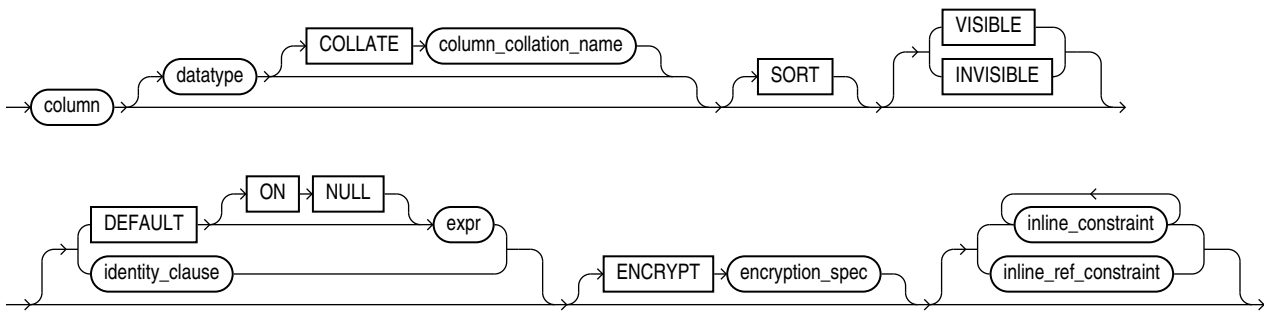 COLLATE column_collation_name VISIBLE
datatype SORT INVISIBLE
column
ON NULL
DEFAULT expr inline_constraint
identity_clause ENCRYPT encryption_spec inline_ref_constraint